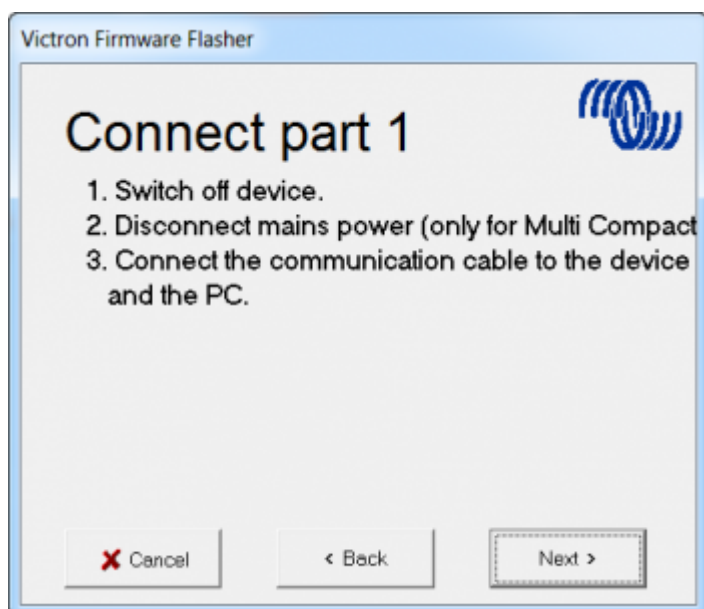 Victron Firmware Flasher
Connect part 1
1. Switch off device.
2. Disconnect mains power (only for Multi Compact
3. Connect the communication cable to the device
and the PC.
Cancel
< Back
Next >